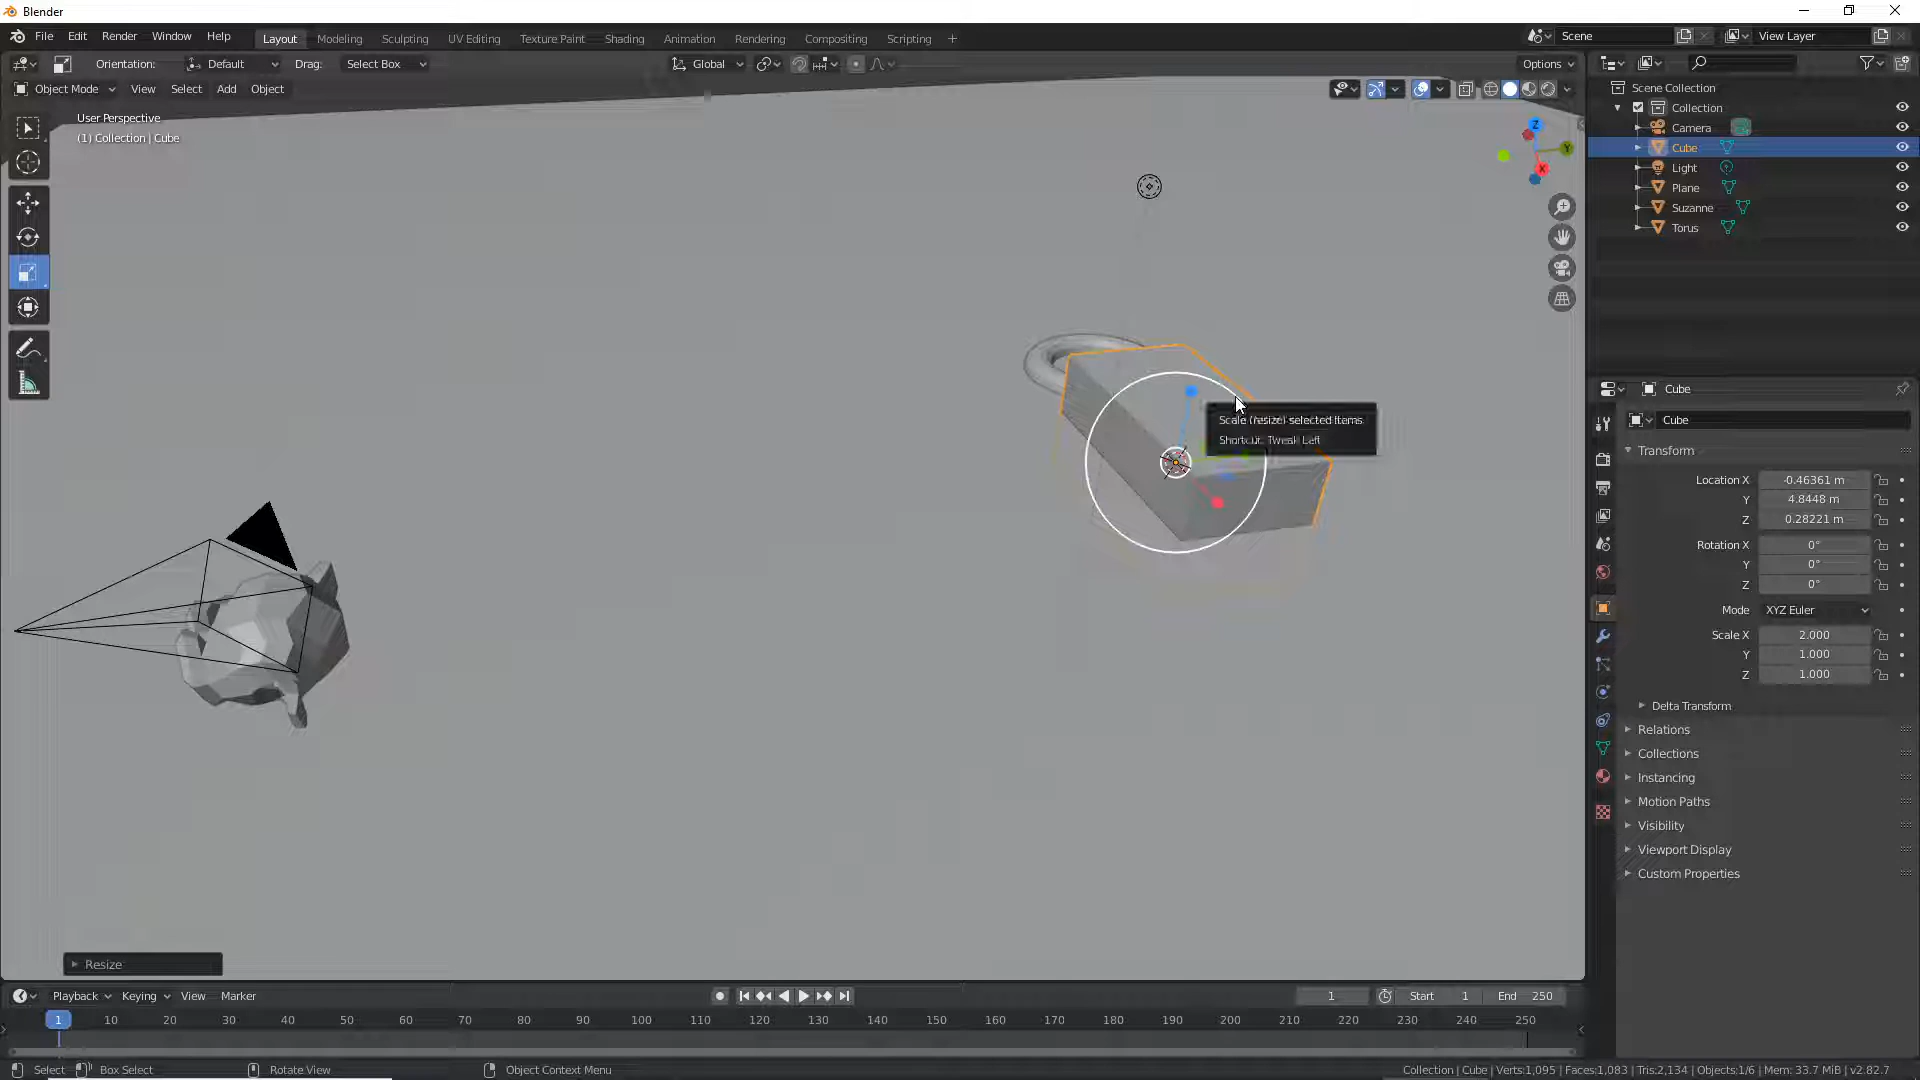 Blender
File Edit Render Window Help
Layout Modeling Sculpting UV Editing Texture Paint Shading Animation Rendering Compositing Scripting +
Scene
View Layer
Orientation: Default Drag: Select Box
Global
Options
Object Mode View Select Add Object
User Perspective
(1) Collection | Cube
Z
Y
X
Scale (resize) selected items
Shortcut: Tweak Left
Resize
Scene Collection
Collection
Camera
Cube
Light
Plane
Suzanne
Torus
Cube
Cube
Transform
Location X -0.46361 m
Y 4.8448 m
Z 0.28221 m
Rotation X 0°
Y 0°
Z 0°
Mode XYZ Euler
Scale X 2.000
Y 1.000
Z 1.000
Delta Transform
Relations
Collections
Instancing
Motion Paths
Visibility
Viewport Display
Custom Properties
Playback Keying View Marker
1
Start 1
End 250
1 10 20 30 40 50 60 70 80 90 100 110 120 130 140 150 160 170 180 190 200 210 220 230 240 250
Select
Box Select
Rotate View
Object Context Menu
Collection | Cube | Verts:1,095 | Faces:1,083 | Tris:2,134 | Objects:1/6 | Mem: 33.7 MiB | v2.82.7